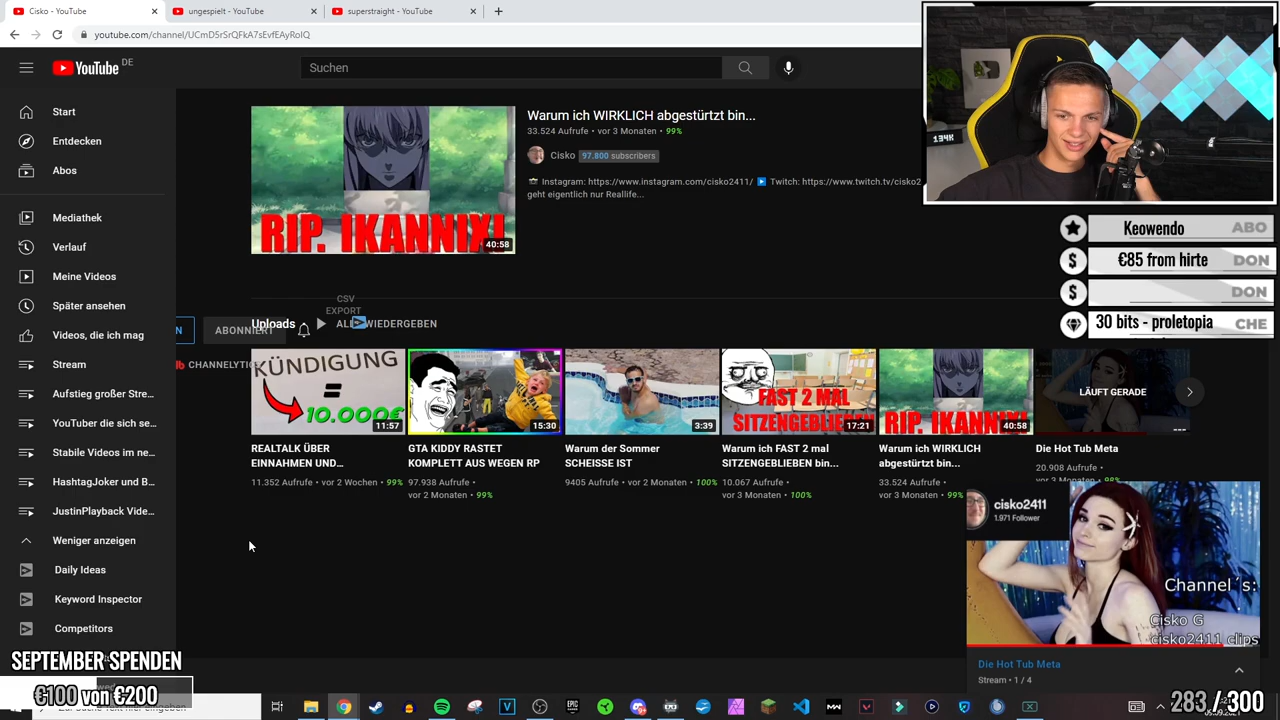 Cisko - YouTube
ungespielt - YouTube
superstraight - YouTube
youtube.com/channel/UCmD5rSrQFkA7sEvfEAyRoIQ
YouTube DE
Suchen
Start
Entdecken
Abos
Mediathek
Verlauf
Meine Videos
Später ansehen
Videos, die ich mag
Stream
Aufstieg großer Stre...
YouTuber die sich se...
Stabile Videos im ne...
HashtagJoker und B...
JustinPlayback Vide...
Weniger anzeigen
Daily Ideas
Keyword Inspector
Competitors
RIP. IKANNIX!
40:58
Warum ich WIRKLICH abgestürtzt bin...
33.524 Aufrufe • vor 3 Monaten • 99%
Cisko 97.800 subscribers
Instagram: https://www.instagram.com/cisko2411/ Twitch: https://www.twitch.tv/cisko2
geht eigentlich nur Reallife...
134K
Keowendo ABO
€85 from hirte DON
DON
30 bits - proletopia CHE
CSV
EXPORT
Uploads
ABONNIERT
CHANNELYTIC
KÜNDIGUNG
=
10.000€
11:57
REALTALK ÜBER
EINNAHMEN UND...
11.352 Aufrufe • vor 2 Wochen • 99%
15:30
GTA KIDDY RASTET
KOMPLETT AUS WEGEN RP
97.938 Aufrufe •
vor 2 Monaten • 99%
3:39
Warum der Sommer
SCHEISSE IST
9405 Aufrufe • vor 2 Monaten • 100%
FAST 2 MAL
SITZENGEBLIEBEN
17:21
Warum ich FAST 2 mal
SITZENGEBLIEBEN bin...
10.067 Aufrufe •
vor 3 Monaten • 100%
RIP. IKANNIX!
40:58
Warum ich WIRKLICH
abgestürtzt bin...
33.524 Aufrufe •
vor 3 Monaten • 99%
LÄUFT GERADE
Die Hot Tub Meta
20.908 Aufrufe •
cisko2411
1.971 Follower
Channel´s:
Cisko G
cisko2411 clips
Die Hot Tub Meta
Stream • 1 / 4
SEPTEMBER SPENDEN
€100 von €200
283 / 300